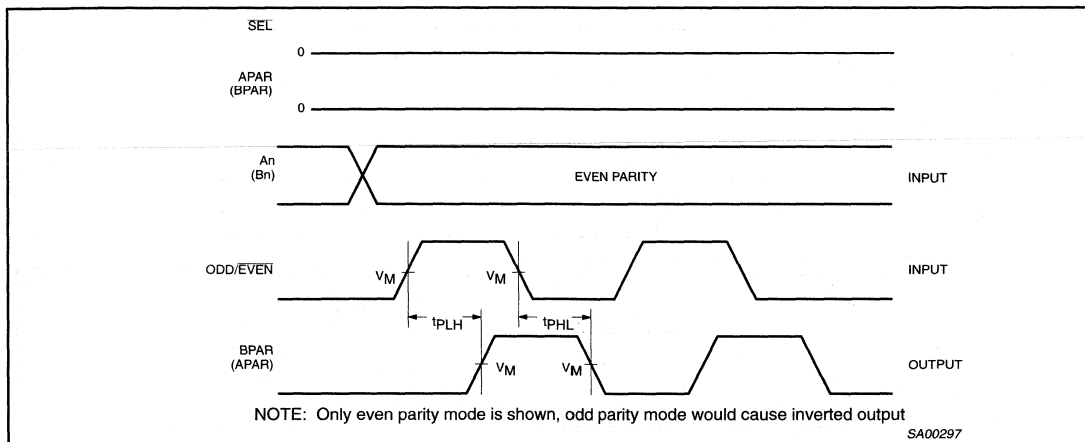 SEL
0
APAR
(BPAR)
0
An
(Bn)
EVEN PARITY
INPUT
ODD/EVEN
VM
VM
INPUT
tPLH
tPHL
BPAR
(APAR)
VM
VM
OUTPUT
NOTE: Only even parity mode is shown, odd parity mode would cause inverted output
SA00297